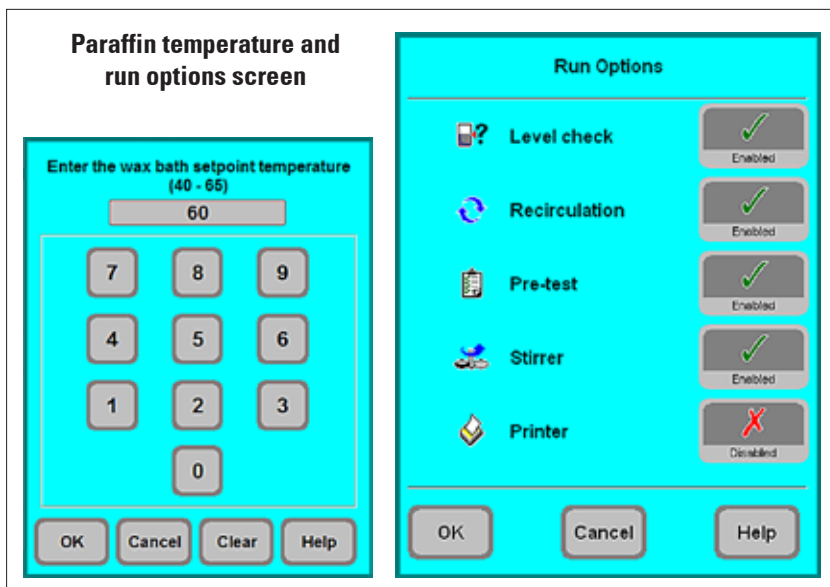 Paraffin temperature and
run options screen
Enter the wax bath setpoint temperature
(40 - 65)
60
7 8 9
4 5 6
1 2 3
0
OK Cancel Clear Help
Run Options
? Level check
Enabled
Recirculation
Enabled
Pre-test
Enabled
Stirrer
Enabled
Printer
Disabled
OK Cancel Help